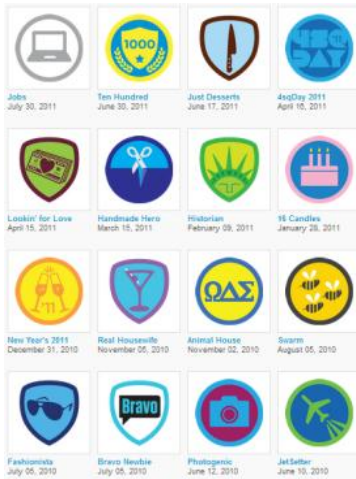 1000
4SQ
DAY
Jobs
Ten Hundred
Just Desserts
4sqDay 2011
July 30, 2011
June 30, 2011
June 17, 2011
April 16, 2011
Lookin' for Love
Handmade Hero
Historian
16 Candles
April 15, 2011
March 15, 2011
February 09, 2011
January 28, 2011
'11
ΩΔΣ
New Year's 2011
Real Housewife
Animal House
Swarm
December 31, 2010
November 05, 2010
November 02, 2010
August 05, 2010
Bravo
Fashionista
Bravo Newbie
Photogenic
JetSetter
July 05, 2010
July 05, 2010
June 12, 2010
June 10, 2010